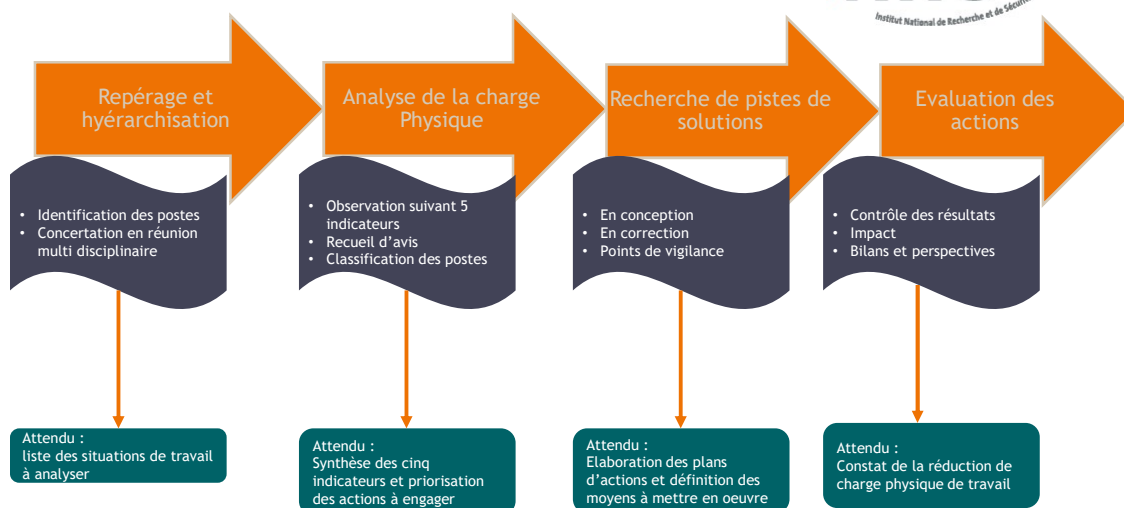 Institut National de Recherche et de Sécuri
Repérage et
hyérarchisation
Analyse de la charge
Physique
Recherche de pistes de
solutions
Evaluation des
actions
• Identification des postes
• Concertation en réunion
multi disciplinaire
• Observation suivant 5
indicateurs
• Recueil d’avis
• Classification des postes
• En conception
• En correction
• Points de vigilance
• Contrôle des résultats
• Impact
• Bilans et perspectives
Attendu :
liste des situations de travail
à analyser
Attendu :
Synthèse des cinq
indicateurs et priorisation
des actions à engager
Attendu :
Elaboration des plans
d’actions et définition des
moyens à mettre en oeuvre
Attendu :
Constat de la réduction de
charge physique de travail